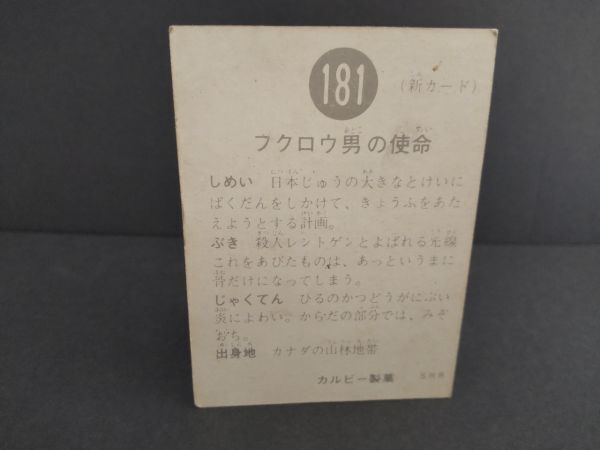 181
(新カード)
フクロウ男の使命
しめい 日本じゅうの大きなとけいに
ばくだんをしかけて、きょうふをあた
えようとする計画。
ぶき 殺人レントゲンとよばれる光線
これをあびたものは、あっというまに
骨だけになってしまう。
じゃくてん ひるのかつどうがにぶい
炎によわい。からだの部分では、みぞ
おち。
出身地 カナダの山林地帯
カルビー製菓